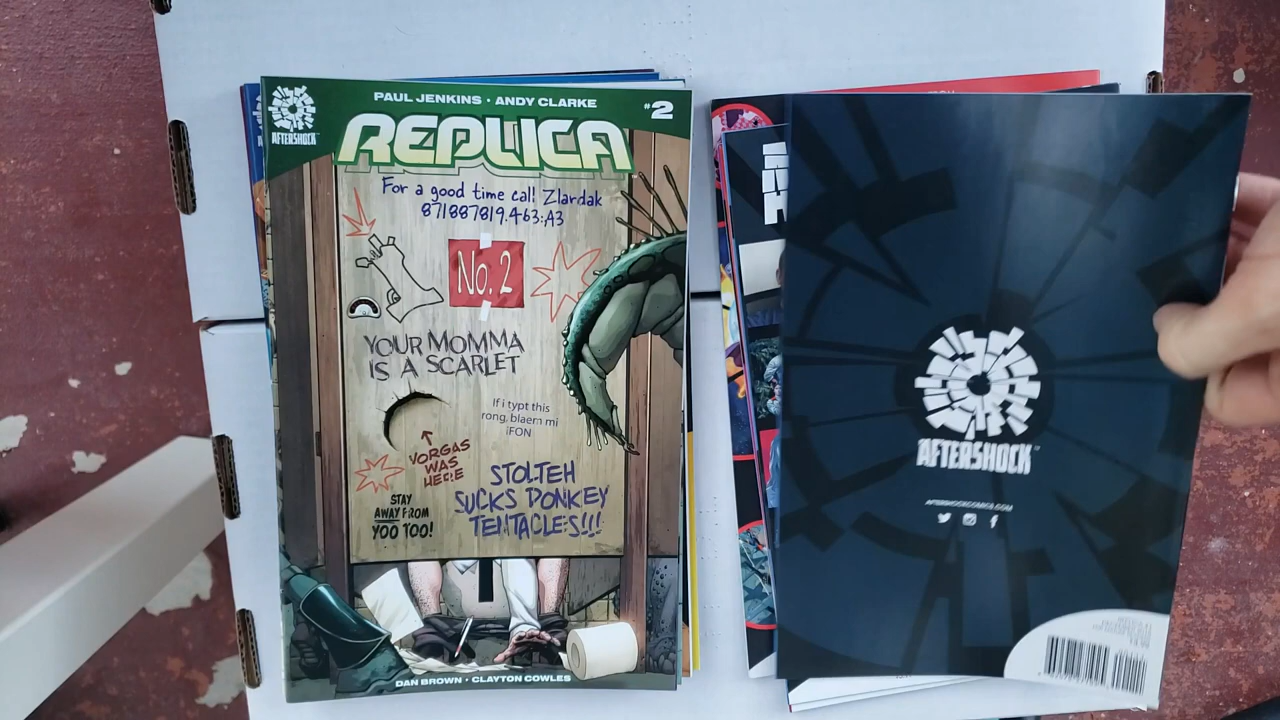 PAUL JENKINS · ANDY CLARKE
#2
AFTERSHOCK
REPLICA
For a good time call Zlardak
871887819.463:A3
No. 2
YOUR MOMMA
IS A SCARLET
If i typt this
rong, blaem mi
iFON
VORGAS
WAS
HERE
STAY
AWAY FROM
YOO TOO!
STOLTEH
SUCKS DONKEY
TENTACLES!!!
DAN BROWN · CLAYTON COWLES
AFTERSHOCK
AFTERSHOCKCOMICS.COM